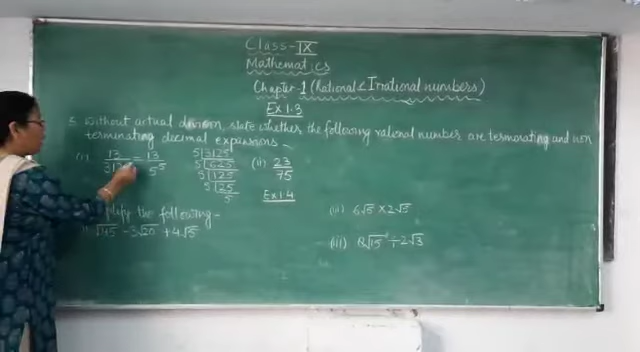 Class-IX
Mathematics
Chapter-1 (Rational & Irrational numbers)
Ex 1.3
3. Without actual division, state whether the following rational number are terminating and non
terminating decimal expansions -
(i) 13/312 = 13/5^5
5|3125
5|625
5|125
5|25
5
(ii) 23/75
Ex 1.4
the following -
√45 - 3√20 + 4√5
(ii) 6√5 × 2√5
(iii) 8√15 ÷ 2√3